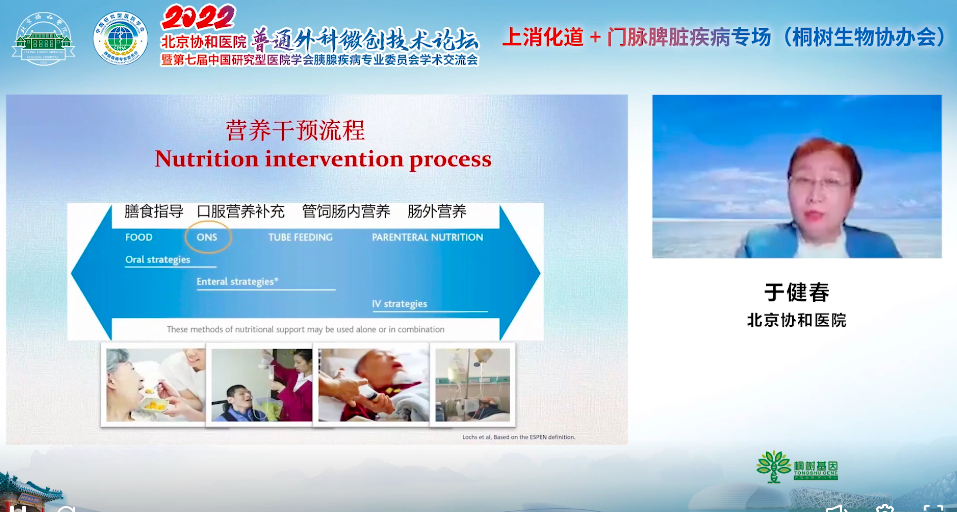 2022
北京协和医院 普通外科微创技术论坛
暨第七届中国研究型医院学会胰腺疾病专业委员会学术交流会
上消化道 + 门脉脾脏疾病专场（桐树生物协办会）
营养干预流程
Nutrition intervention process
膳食指导 口服营养补充 管饲肠内营养 肠外营养
FOOD ONS TUBE FEEDING PARENTERAL NUTRITION
Oral strategies
Enteral strategies*
IV strategies
These methods of nutritional support may be used alone or in combination
Lochs et al, Based on the ESPEN definition.
于健春
北京协和医院
桐树基因
TONGSHU GENE